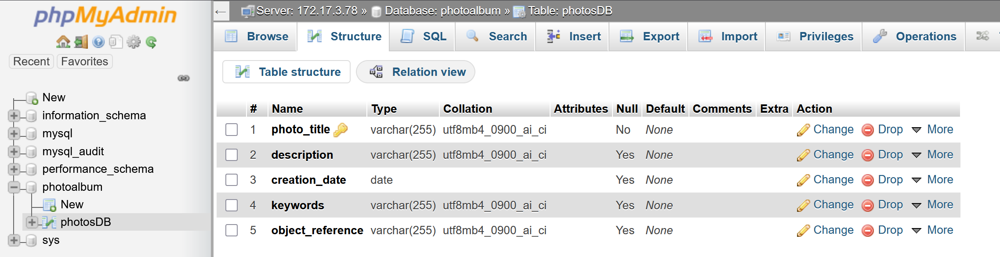 phpMyAdmin
Recent Favorites
New
information_schema
mysql
mysql_audit
performance_schema
photoalbum
New
photosDB
sys
← Server: 172.17.3.78 » Database: photoalbum » Table: photosDB
Browse Structure SQL Search Insert Export Import Privileges Operations
Table structure Relation view
# Name Type Collation Attributes Null Default Comments Extra Action
1 photo_title varchar(255) utf8mb4_0900_ai_ci No None Change Drop More
2 description varchar(255) utf8mb4_0900_ai_ci Yes None Change Drop More
3 creation_date date Yes None Change Drop More
4 keywords varchar(255) utf8mb4_0900_ai_ci Yes None Change Drop More
5 object_reference varchar(255) utf8mb4_0900_ai_ci Yes None Change Drop More